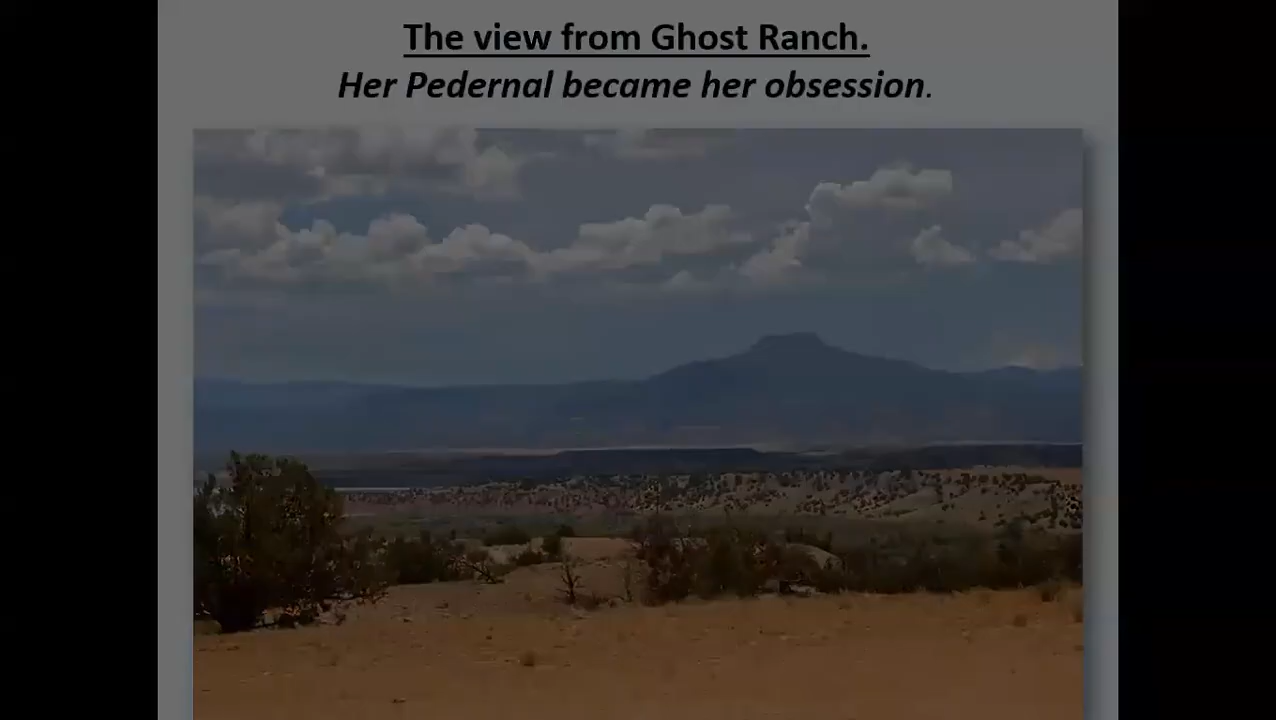 The view from Ghost Ranch.
Her Pedernal became her obsession.